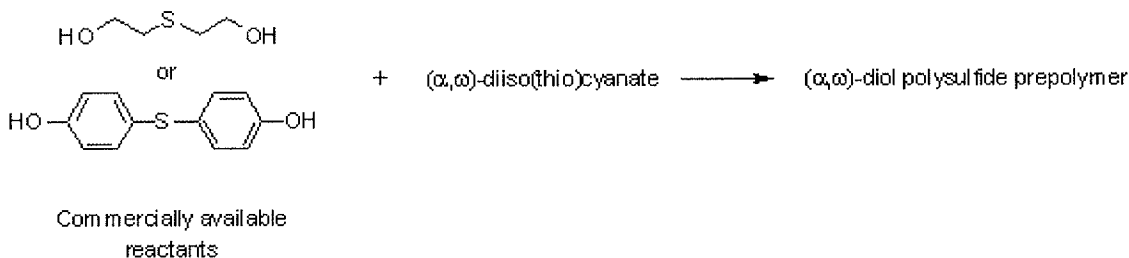 HO S OH
or
HO S OH
+ (α,ω)-diiso(thio)cyanate (α,ω)-diol polysulfide prepolymer
Commercially available
reactants